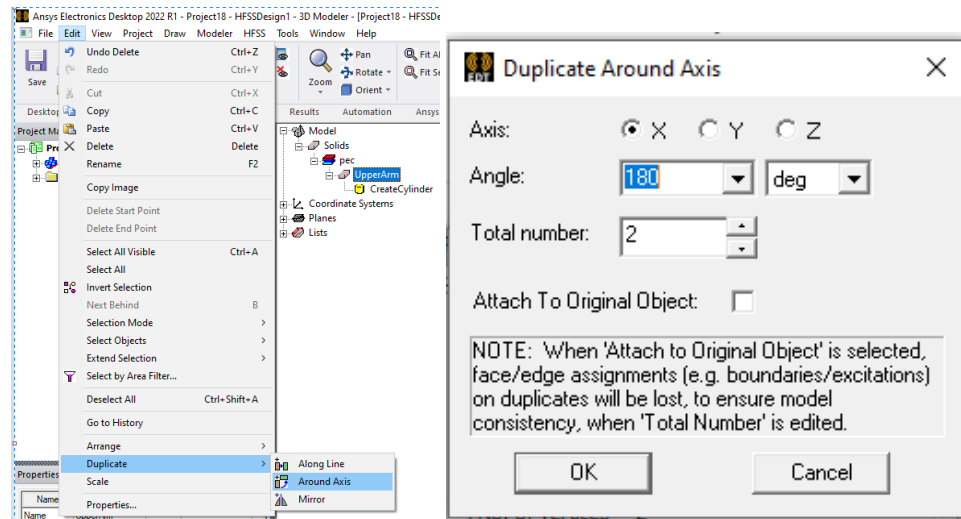 Ansys Electronics Desktop 2022 R1 - Project18 - HFSSDesign1 - 3D Modeler - [Project18 - HFSSDe
File Edit View Project Draw Modeler HFSS Tools Window Help
Save
Desktop
Undo Delete Ctrl+Z
Redo Ctrl+Y
Cut Ctrl+X
Copy Ctrl+C
Paste Ctrl+V
Delete Delete
Rename F2
Copy Image
Delete Start Point
Delete End Point
Select All Visible Ctrl+A
Select All
Invert Selection
Next Behind B
Selection Mode
Select Objects
Extend Selection
Select by Area Filter...
Deselect All Ctrl+Shift+A
Go to History
Arrange
Duplicate
Scale
Properties...
Along Line
Around Axis
Mirror
Zoom
Pan
Rotate
Orient
Fit
Fit
Results Automation Ansys
Project
Model
Solids
pec
UpperArm
CreateCylinder
Coordinate Systems
Planes
Lists
Properties
Name
Name
Duplicate Around Axis
EDT
Axis: X Y Z
Angle: 180 deg
Total number: 2
Attach To Original Object:
NOTE: When 'Attach to Original Object' is selected,
face/edge assignments (e.g. boundaries/excitations)
on duplicates will be lost, to ensure model
consistency, when 'Total Number' is edited.
OK Cancel